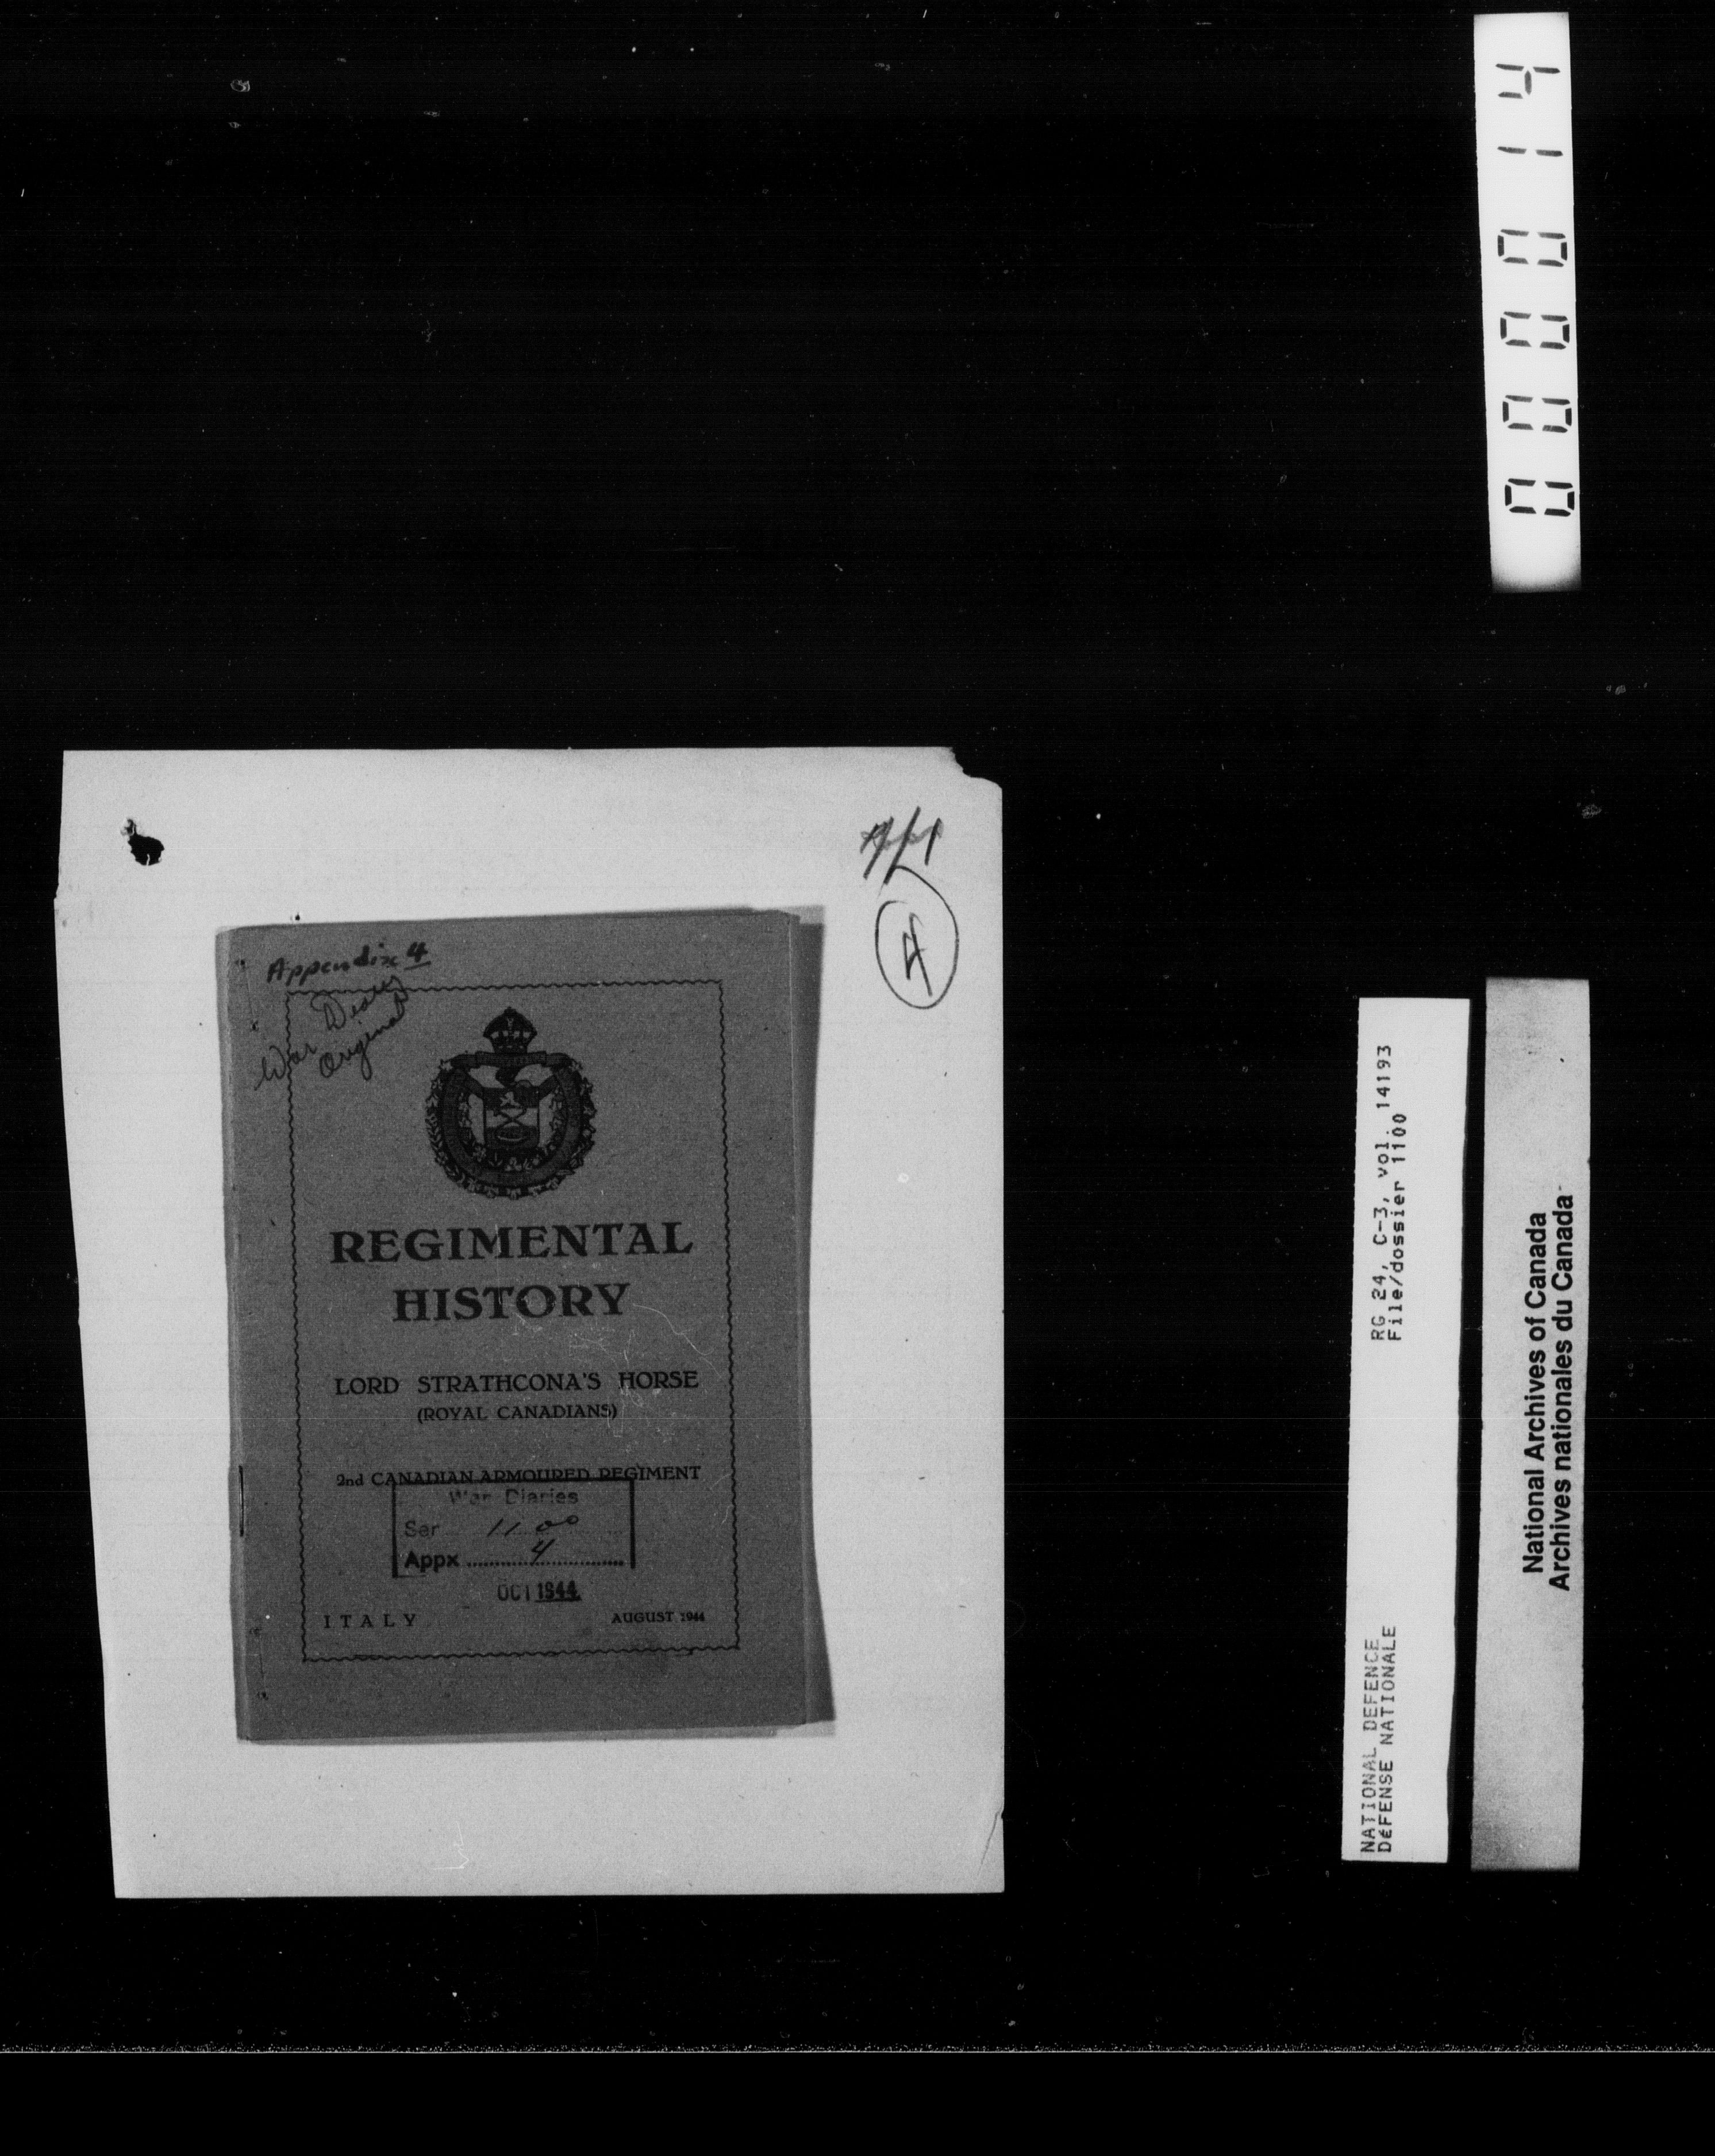 000014
App
4
Appendix 4
War Diary
Original
REGIMENTAL
HISTORY
LORD STRATHCONA'S HORSE
(ROYAL CANADIANS)
2nd CANADIAN ARMOURED REGIMENT
War Diaries
Ser 1100
Appx 4
OCT 1944
ITALY AUGUST 1944
RG 24, C-3, vol. 14193
File/dossier 1100
NATIONAL DEFENCE
DéFENSE NATIONALE
National Archives of Canada
Archives nationales du Canada